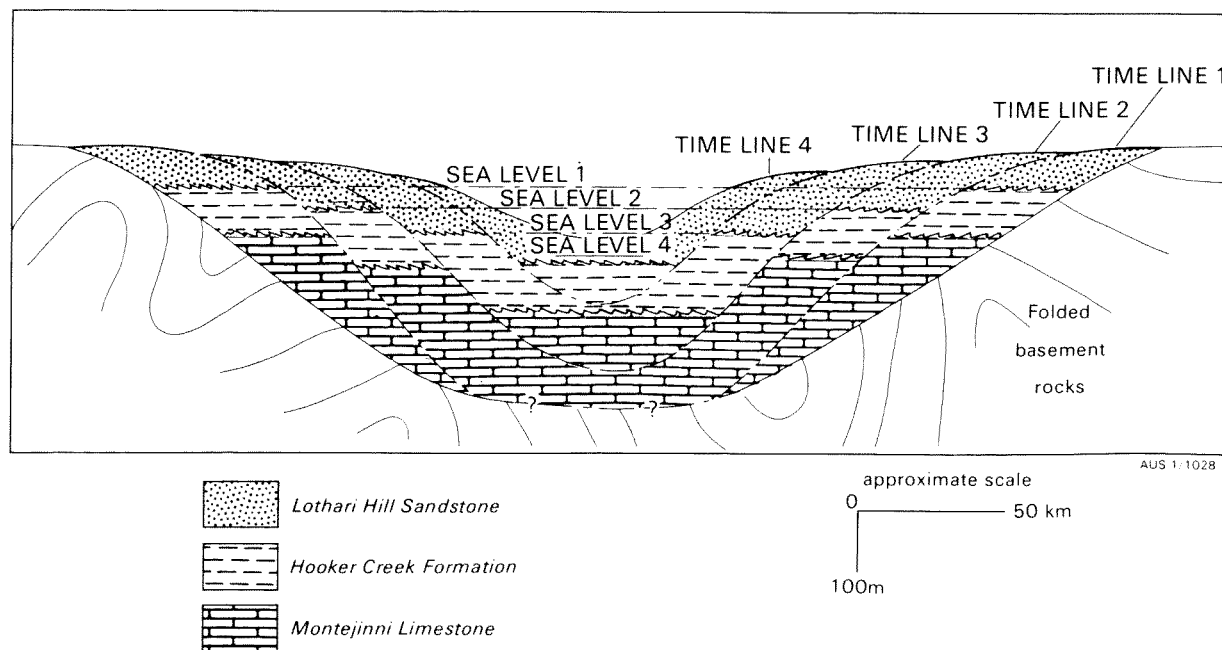 TIME LINE 1
TIME LINE 2
TIME LINE 3
TIME LINE 4
SEA LEVEL 1
SEA LEVEL 2
SEA LEVEL 3
SEA LEVEL 4
Folded
basement
rocks
? ?
AUS 1/1028
approximate scale
0
50 km
100m
Lothari Hill Sandstone
Hooker Creek Formation
Montejinni Limestone